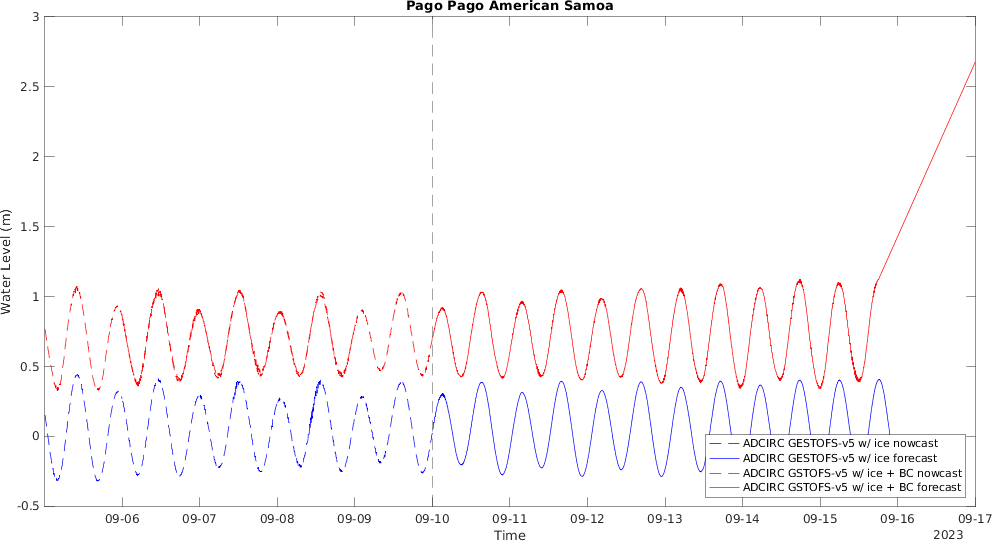 Pago Pago American Samoa
3
2.5
2
1.5
1
0.5
0
-0.5
Water Level (m)
ADCIRC GESTOFS-v5 w/ ice nowcast
ADCIRC GESTOFS-v5 w/ ice forecast
ADCIRC GSTOFS-v5 w/ ice + BC nowcast
ADCIRC GSTOFS-v5 w/ ice + BC forecast
09-06 09-07 09-08 09-09 09-10 09-11 09-12 09-13 09-14 09-15 09-16 09-17
Time
2023